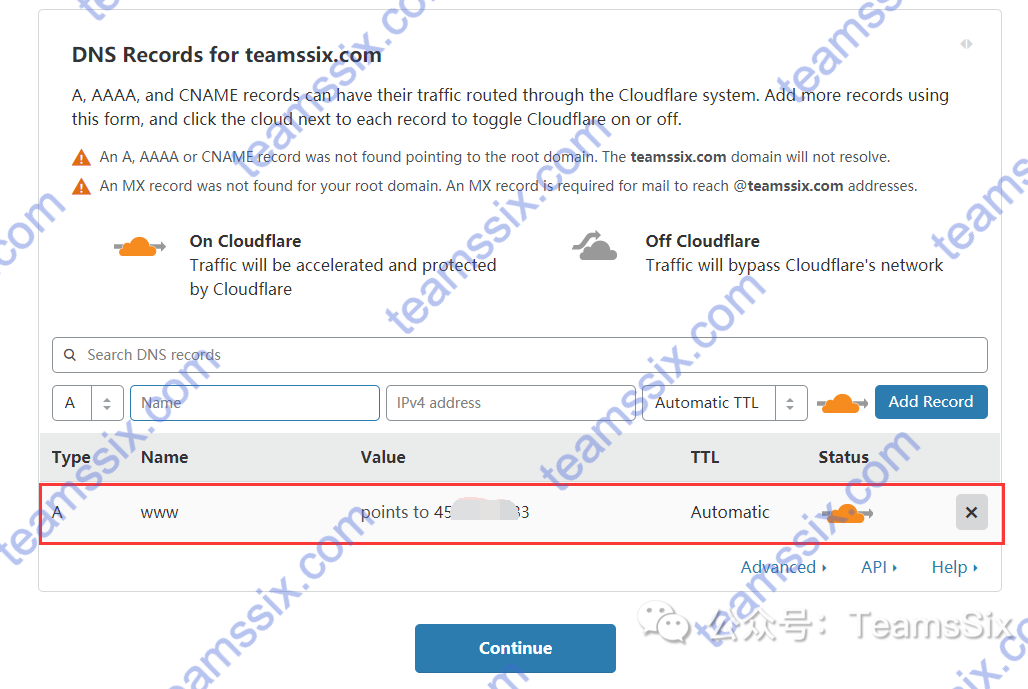 DNS Records for teamssix.com
A, AAAA, and CNAME records can have their traffic routed through the Cloudflare system. Add more records using
this form, and click the cloud next to each record to toggle Cloudflare on or off.
An A, AAAA or CNAME record was not found pointing to the root domain. The teamssix.com domain will not resolve.
An MX record was not found for your root domain. An MX record is required for mail to reach @teamssix.com addresses.
On Cloudflare
Traffic will be accelerated and protected
by Cloudflare
Off Cloudflare
Traffic will bypass Cloudflare's network
Search DNS records
A Name IPv4 address Automatic TTL Add Record
Type Name Value TTL Status
A www points to 45 33 Automatic
Advanced API Help
Continue
公众号：TeamsSix
teamssix.com
teamssix.com
teamssix.com
teamssix.com
teamssix.com
teamssix.com
teamssix.com